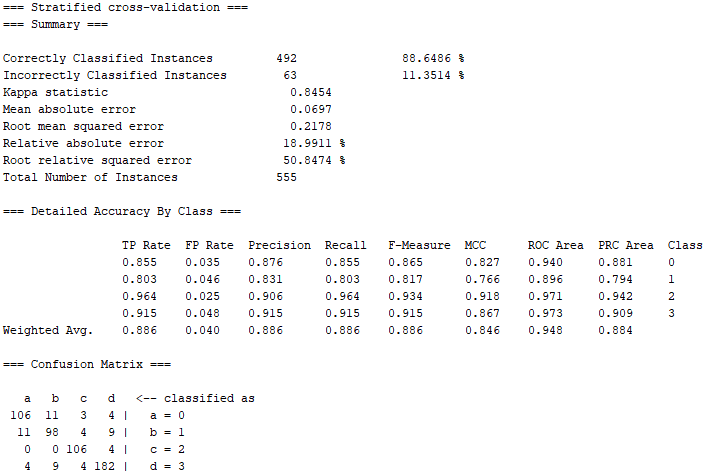 === Stratified cross-validation ===
=== Summary ===
Correctly Classified Instances 492 88.6486 %
Incorrectly Classified Instances 63 11.3514 %
Kappa statistic 0.8454
Mean absolute error 0.0697
Root mean squared error 0.2178
Relative absolute error 18.9911 %
Root relative squared error 50.8474 %
Total Number of Instances 555
=== Detailed Accuracy By Class ===
TP Rate FP Rate Precision Recall F-Measure MCC ROC Area PRC Area Class
0.855 0.035 0.876 0.855 0.865 0.827 0.940 0.881 0
0.803 0.046 0.831 0.803 0.817 0.766 0.896 0.794 1
0.964 0.025 0.906 0.964 0.934 0.918 0.971 0.942 2
0.915 0.048 0.915 0.915 0.915 0.867 0.973 0.909 3
Weighted Avg. 0.886 0.040 0.886 0.886 0.886 0.846 0.948 0.884
=== Confusion Matrix ===
a b c d <-- classified as
106 11 3 4 | a = 0
11 98 4 9 | b = 1
0 0 106 4 | c = 2
4 9 4 182 | d = 3